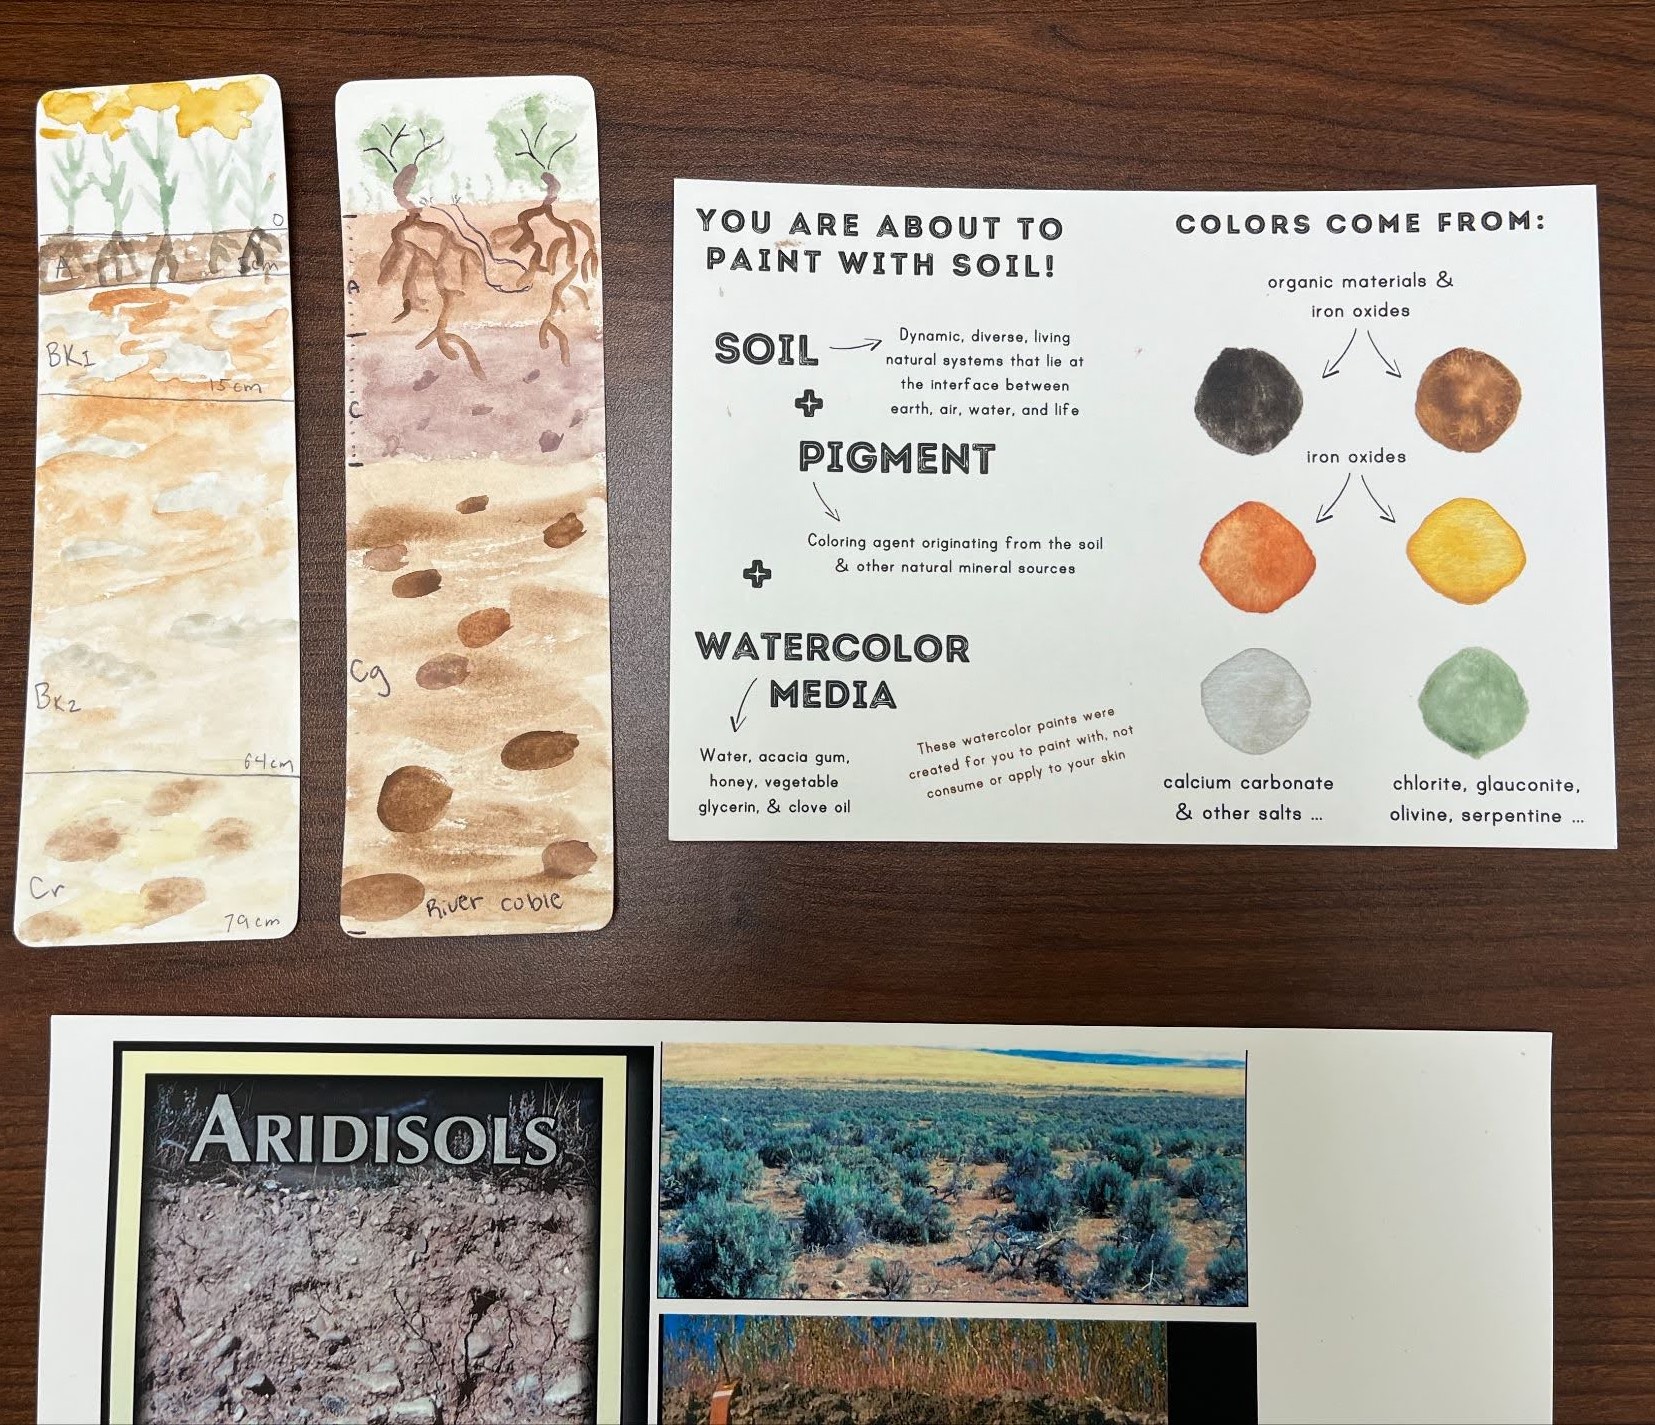 O
A
cm
BK1
15cm
BK2
64cm
Cr
79cm
A
C
Cg
River coble
YOU ARE ABOUT TO
PAINT WITH SOIL!
SOIL
Dynamic, diverse, living
natural systems that lie at
the interface between
earth, air, water, and life
+
PIGMENT
Coloring agent originating from the soil
& other natural mineral sources
+
WATERCOLOR
MEDIA
Water, acacia gum,
honey, vegetable
glycerin, & clove oil
These watercolor paints were
created for you to paint with, not
consume or apply to your skin
COLORS COME FROM:
organic materials &
iron oxides
iron oxides
calcium carbonate
& other salts ...
chlorite, glauconite,
olivine, serpentine ...
ARIDISOLS